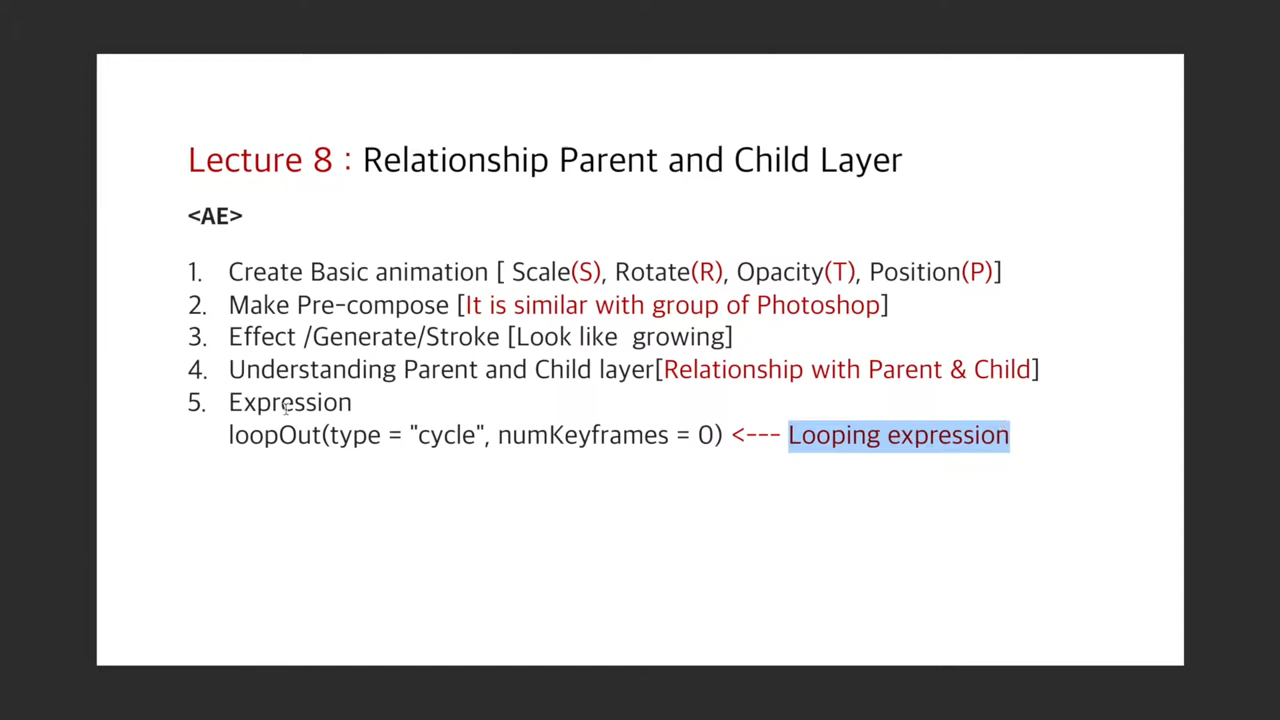 Lecture 8 : Relationship Parent and Child Layer
<AE>
1. Create Basic animation [ Scale(S), Rotate(R), Opacity(T), Position(P)]
2. Make Pre-compose [It is similar with group of Photoshop]
3. Effect /Generate/Stroke [Look like  growing]
4. Understanding Parent and Child layer[Relationship with Parent & Child]
5. Expression
loopOut(type = "cycle", numKeyframes = 0) <--- Looping expression